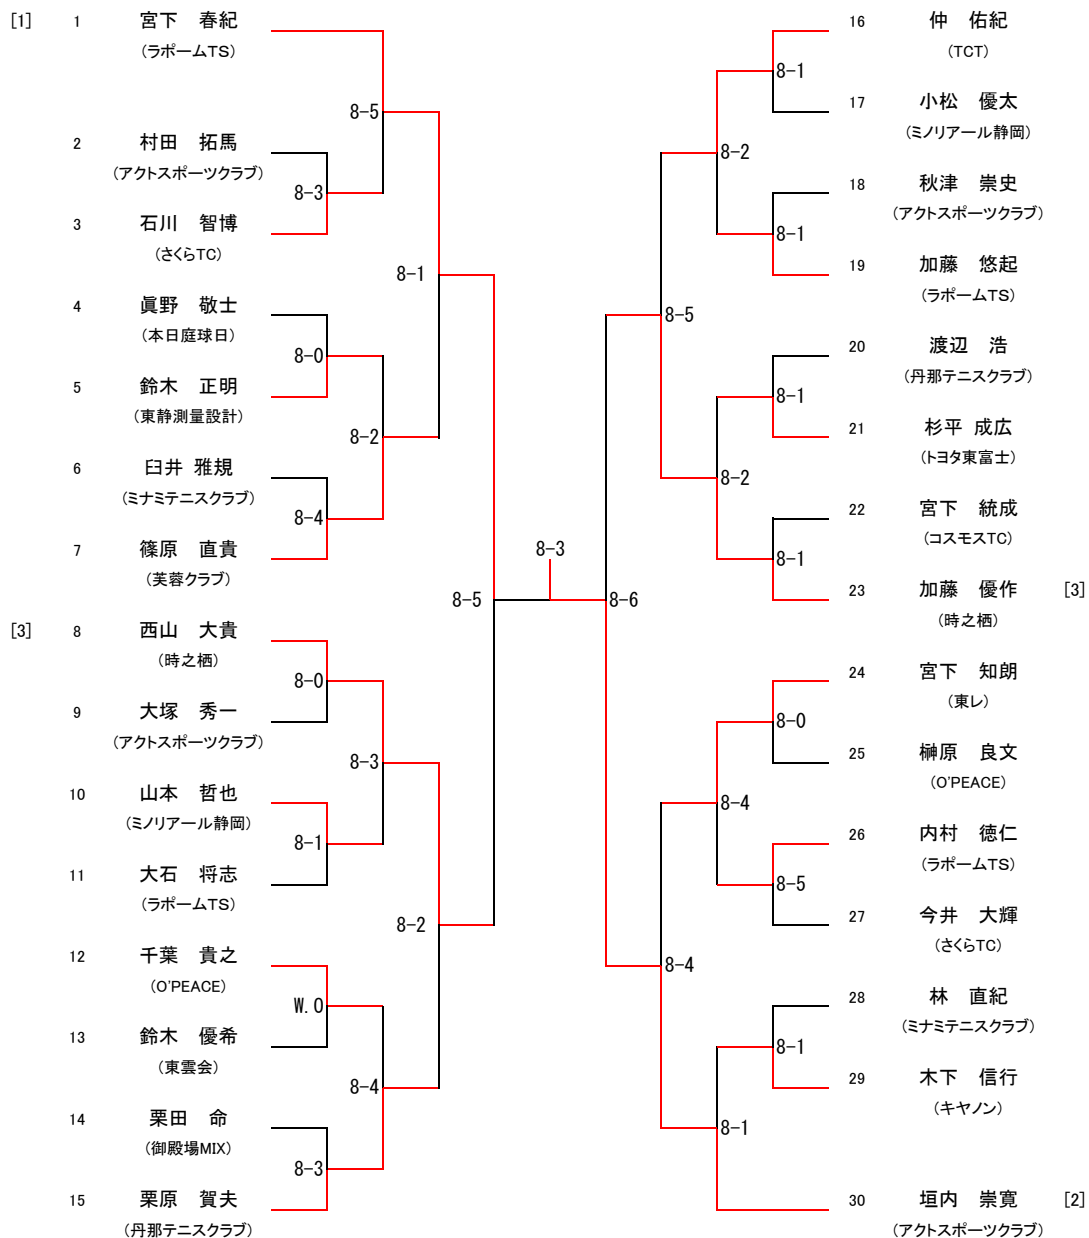 [1] 1 宮下 春紀
(ラポームTS)
8-5
2 村田 拓馬
(アクトスポーツクラブ)
8-3
3 石川 智博
(さくらTC)
8-1
4 眞野 敬士
(本日庭球日)
8-0
5 鈴木 正明
(東静測量設計)
8-2
6 臼井 雅規
(ミナミテニスクラブ)
8-4
7 篠原 直貴
(芙蓉クラブ)
8-5
[3] 8 西山 大貴
(時之栖)
8-0
9 大塚 秀一
(アクトスポーツクラブ)
8-3
10 山本 哲也
(ミノリアール静岡)
8-1
11 大石 将志
(ラポームTS)
8-2
12 千葉 貴之
(O'PEACE)
W.O
13 鈴木 優希
(東雲会)
8-4
14 栗田 命
(御殿場MIX)
8-3
15 栗原 賀夫
(丹那テニスクラブ)
8-3
16 仲 佑紀
(TCT)
8-1
17 小松 優太
(ミノリアール静岡)
8-2
18 秋津 崇史
(アクトスポーツクラブ)
8-1
19 加藤 悠起
(ラポームTS)
8-5
20 渡辺 浩
(丹那テニスクラブ)
8-1
21 杉平 成広
(トヨタ東富士)
8-2
22 宮下 統成
(コスモスTC)
8-1
23 加藤 優作 [3]
(時之栖)
8-6
24 宮下 知朗
(東レ)
8-0
25 榊原 良文
(O'PEACE)
8-4
26 内村 徳仁
(ラポームTS)
8-5
27 今井 大輝
(さくらTC)
8-4
28 林 直紀
(ミナミテニスクラブ)
8-1
29 木下 信行
(キヤノン)
8-1
30 垣内 崇寛 [2]
(アクトスポーツクラブ)